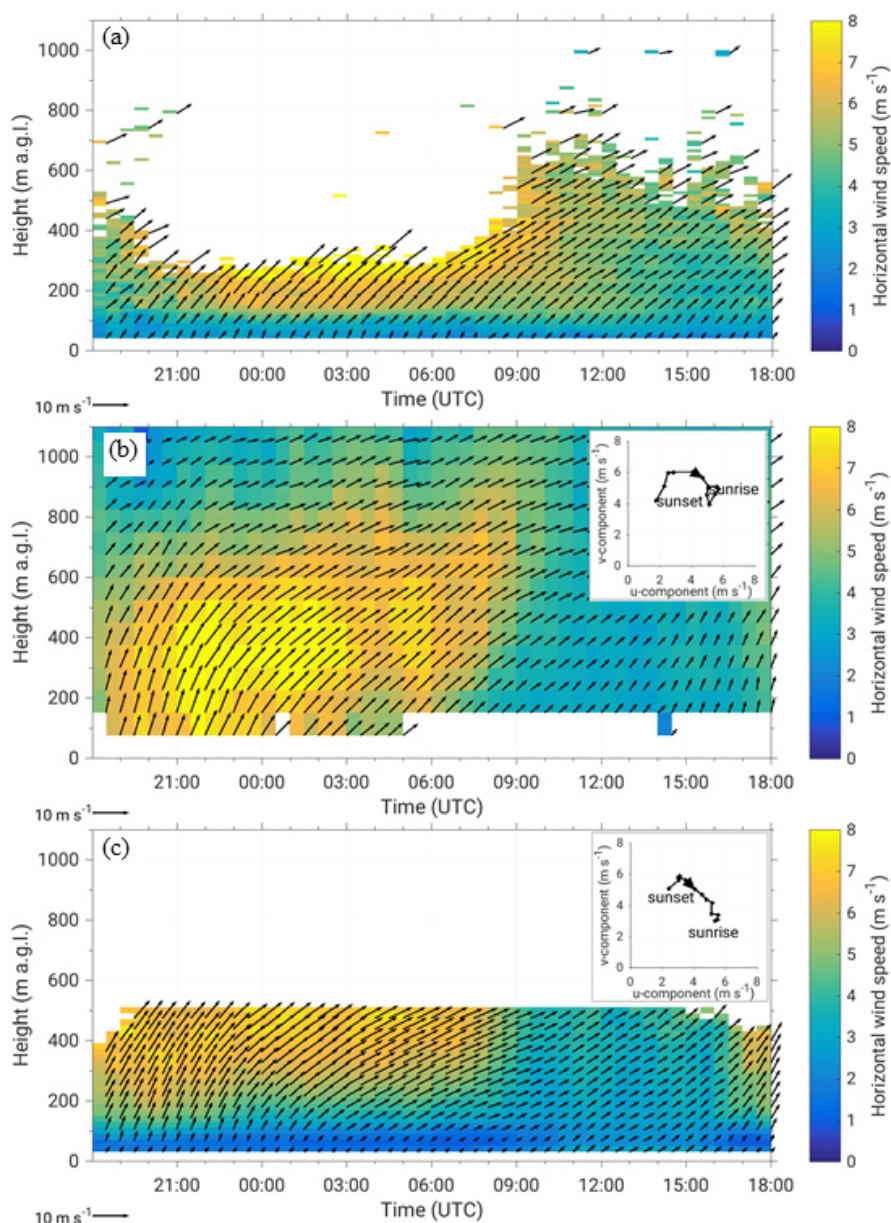 (a)
1000
800
600
400
200
0
Height (m a.g.l.)
21:00 00:00 03:00 06:00 09:00 12:00 15:00 18:00
Time (UTC)
10 m s⁻¹
8
7
6
5
4
3
2
1
0
Horizontal wind speed (m s⁻¹)
(b)
1000
800
600
400
200
0
Height (m a.g.l.)
21:00 00:00 03:00 06:00 09:00 12:00 15:00 18:00
Time (UTC)
10 m s⁻¹
8
6
4
2
0
v-component (m s⁻¹)
sunrise
sunset
0 2 4 6 8
u-component (m s⁻¹)
8
7
6
5
4
3
2
1
0
Horizontal wind speed (m s⁻¹)
(c)
1000
800
600
400
200
0
Height (m a.g.l.)
21:00 00:00 03:00 06:00 09:00 12:00 15:00 18:00
Time (UTC)
10 m s⁻¹
8
6
4
2
0
v-component (m s⁻¹)
sunset
sunrise
0 2 4 6 8
u-component (m s⁻¹)
8
7
6
5
4
3
2
1
0
Horizontal wind speed (m s⁻¹)